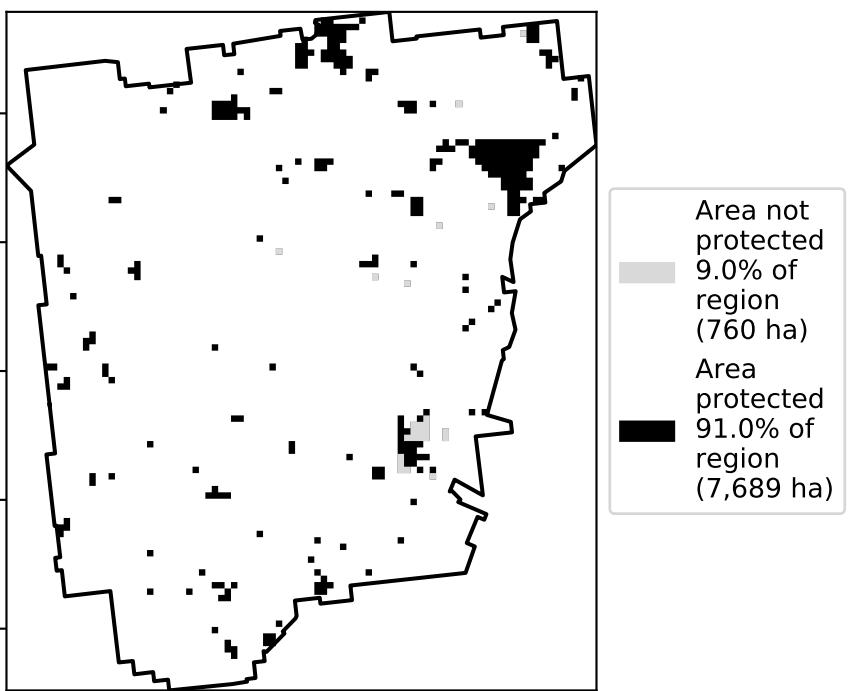 Area not
protected
9.0% of
region
(760 ha)
Area
protected
91.0% of
region
(7,689 ha)